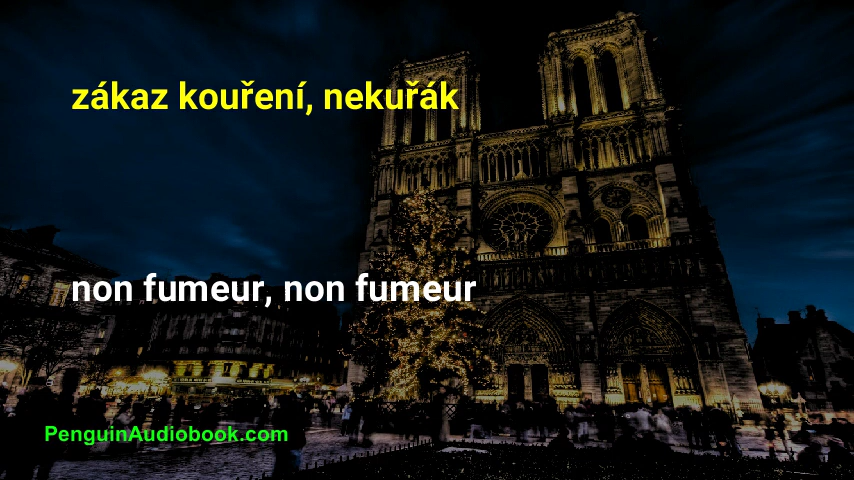 zákaz kouření, nekuřák
non fumeur, non fumeur
PenguinAudiobook.com